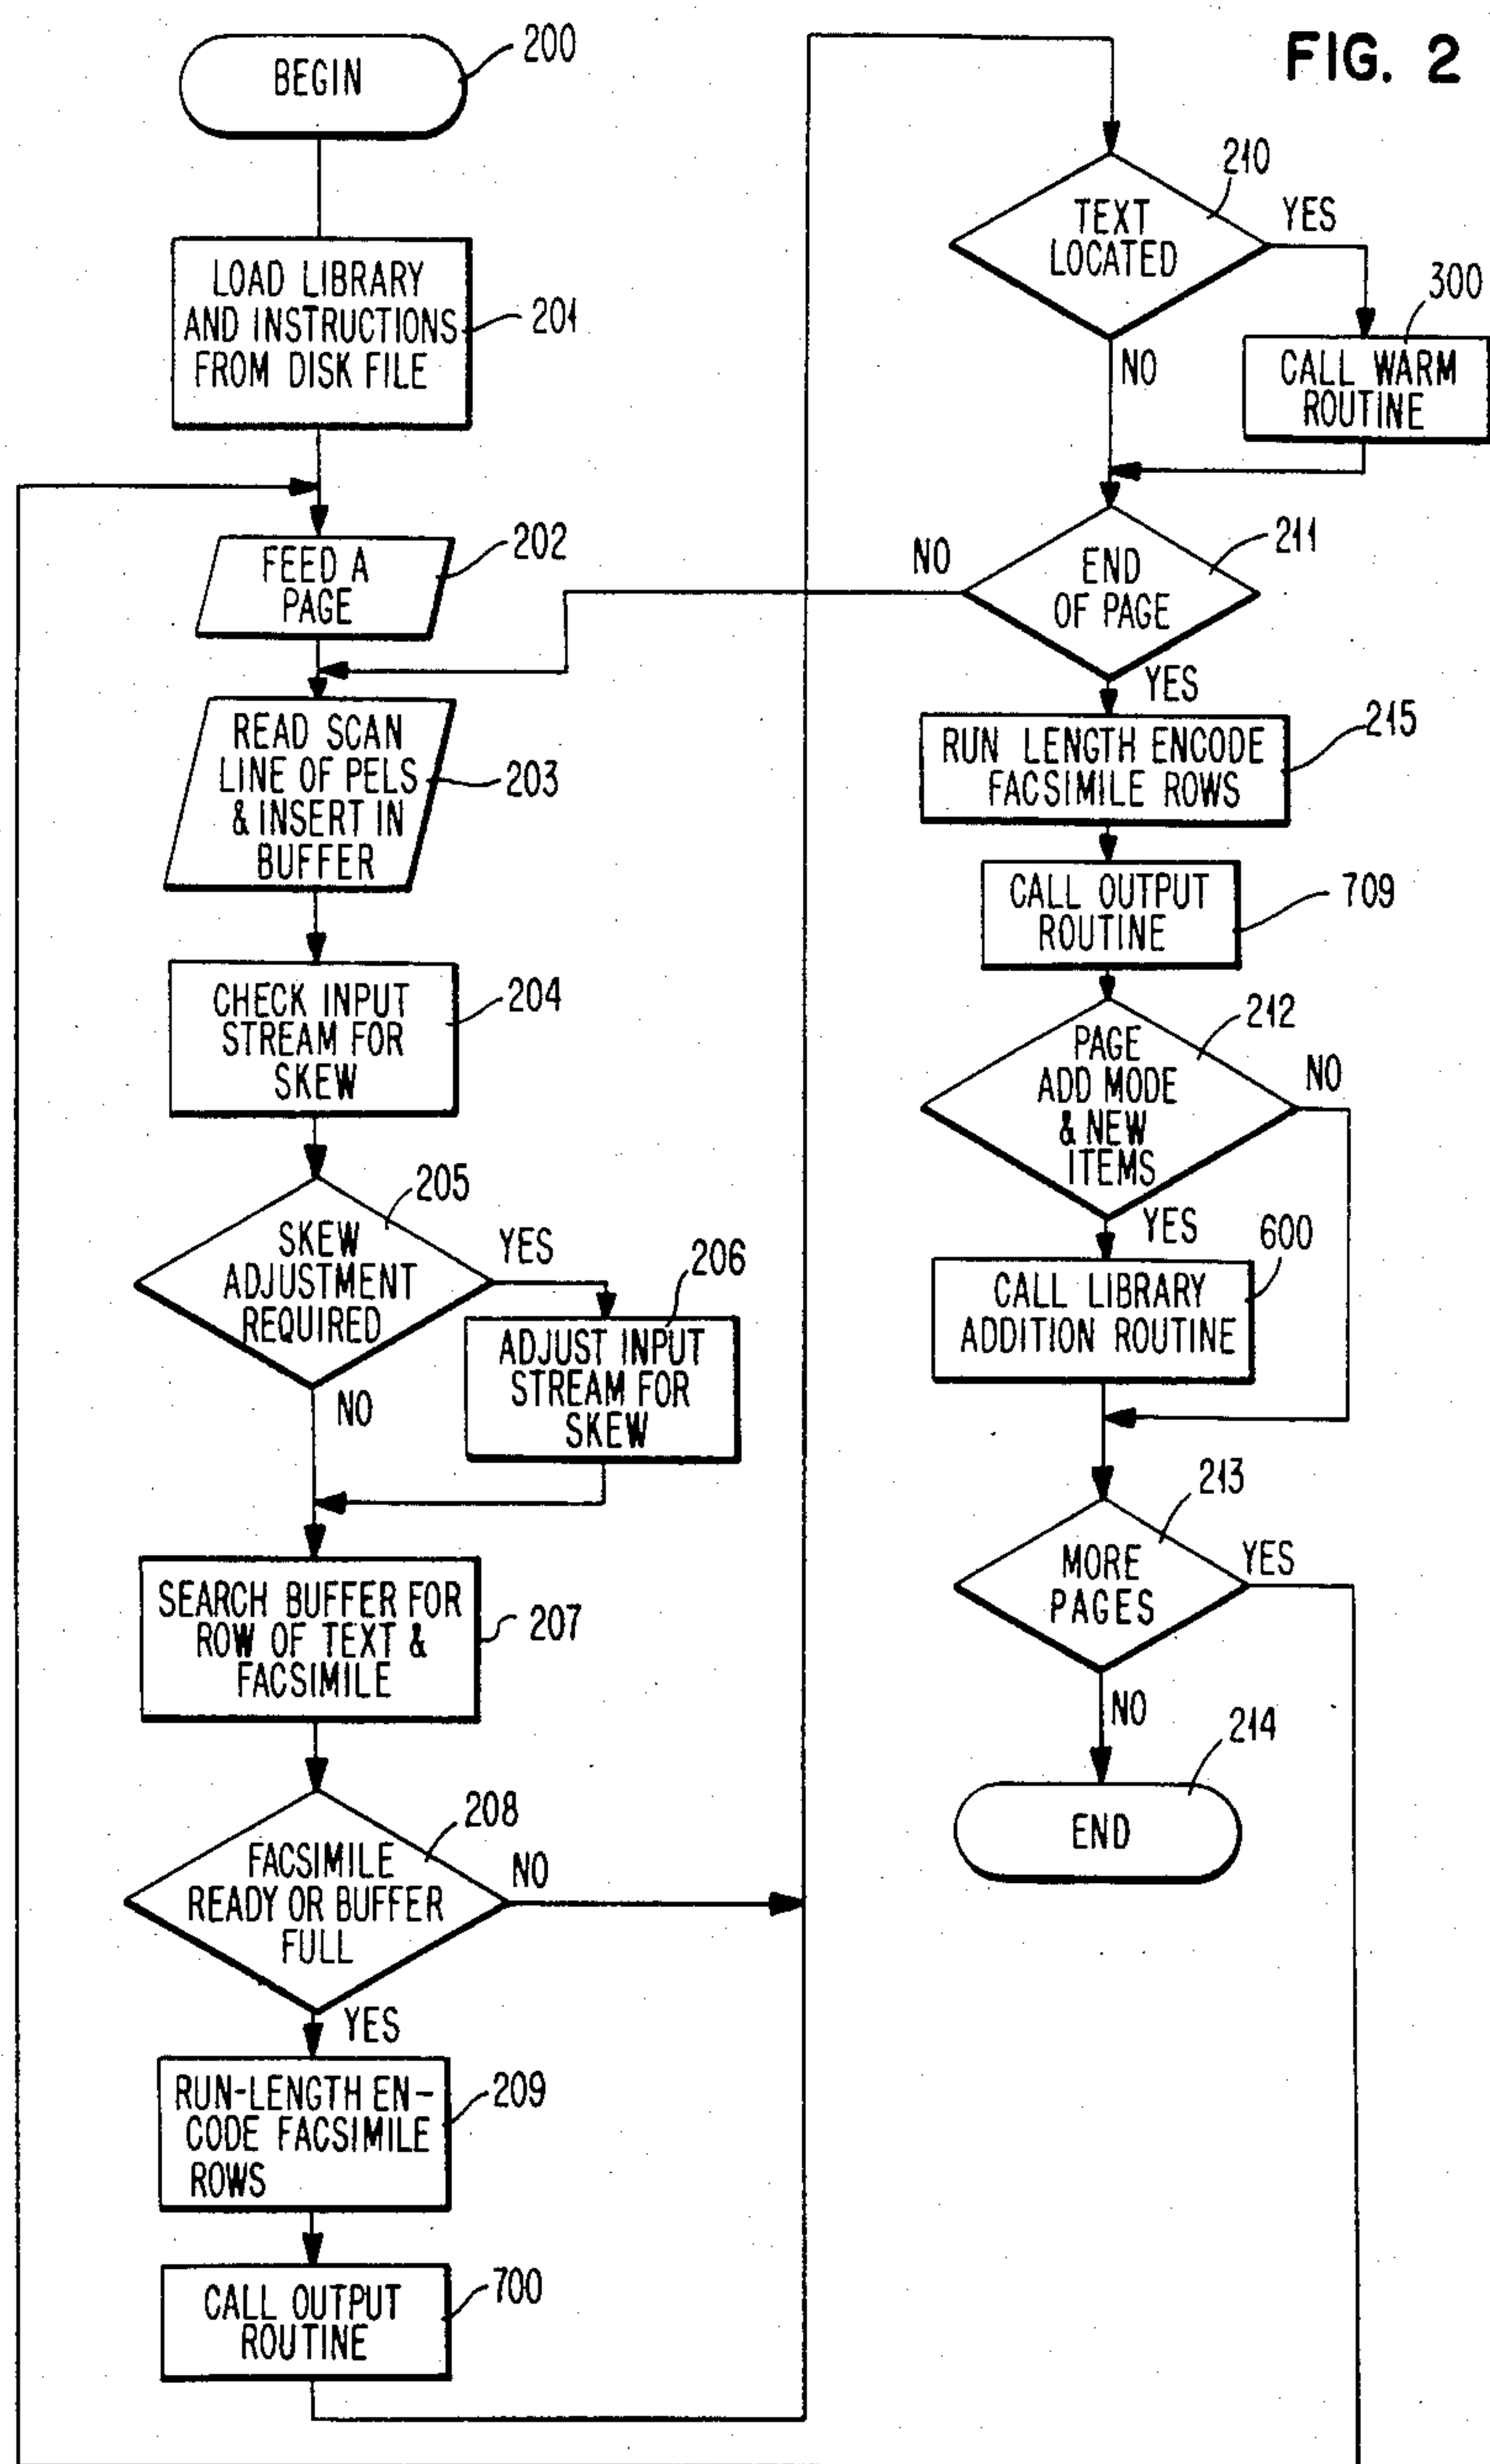 FIG. 2
BEGIN
200
LOAD LIBRARY
AND INSTRUCTIONS
FROM DISK FILE
201
FEED A
PAGE
202
READ SCAN
LINE OF PELS
& INSERT IN
BUFFER
203
CHECK INPUT
STREAM FOR
SKEW
204
SKEW
ADJUSTMENT
REQUIRED
205
YES
NO
ADJUST INPUT
STREAM FOR
SKEW
206
SEARCH BUFFER FOR
ROW OF TEXT &
FACSIMILE
207
FACSIMILE
READY OR BUFFER
FULL
208
NO
YES
RUN-LENGTH EN-
CODE FACSIMILE
ROWS
209
CALL OUTPUT
ROUTINE
700
TEXT
LOCATED
210
YES
NO
CALL WARM
ROUTINE
300
END
OF PAGE
211
NO
YES
RUN LENGTH ENCODE
FACSIMILE ROWS
215
CALL OUTPUT
ROUTINE
709
PAGE
ADD MODE
& NEW
ITEMS
212
NO
YES
CALL LIBRARY
ADDITION ROUTINE
600
MORE
PAGES
213
YES
NO
END
214